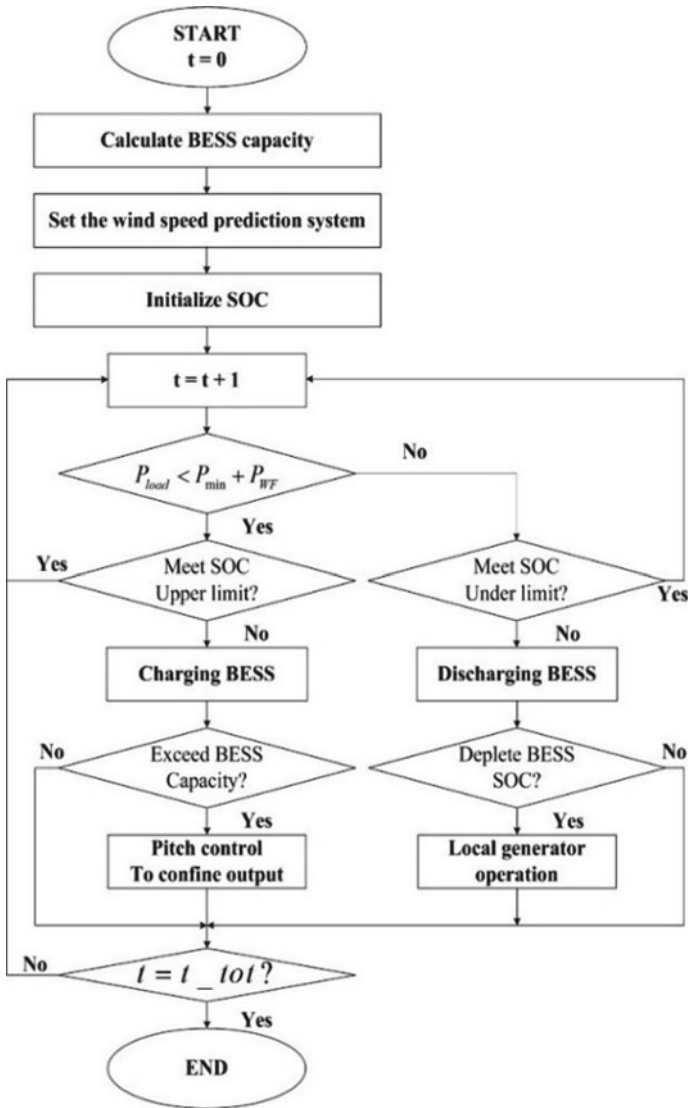 START
t = 0
Calculate BESS capacity
Set the wind speed prediction system
Initialize SOC
t = t + 1
No
P_load < P_min + P_WF
Yes
Yes
Meet SOC
Upper limit?
Meet SOC
Under limit?
Yes
No
No
Charging BESS
Discharging BESS
No
Exceed BESS
Capacity?
Deplete BESS
SOC?
No
Yes
Yes
Pitch control
To confine output
Local generator
operation
No
t = t_tot?
Yes
END